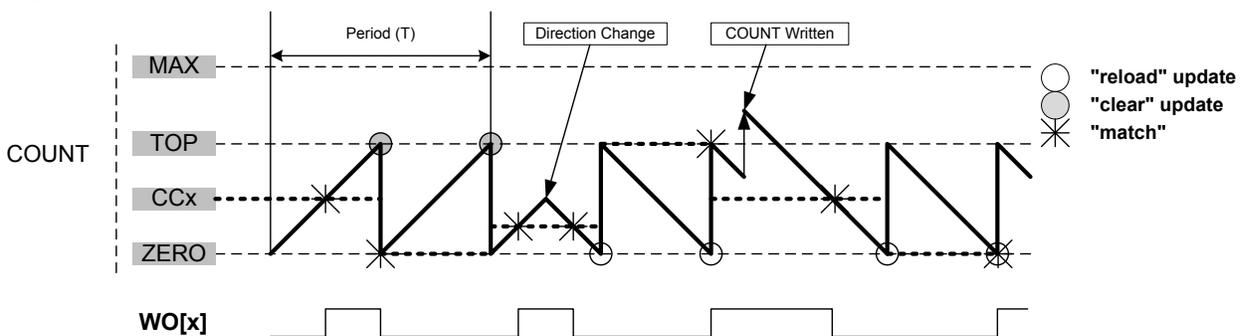 Period (T)
Direction Change
COUNT Written
MAX
"reload" update
"clear" update
"match"
TOP
COUNT
CCx
ZERO
WO[x]